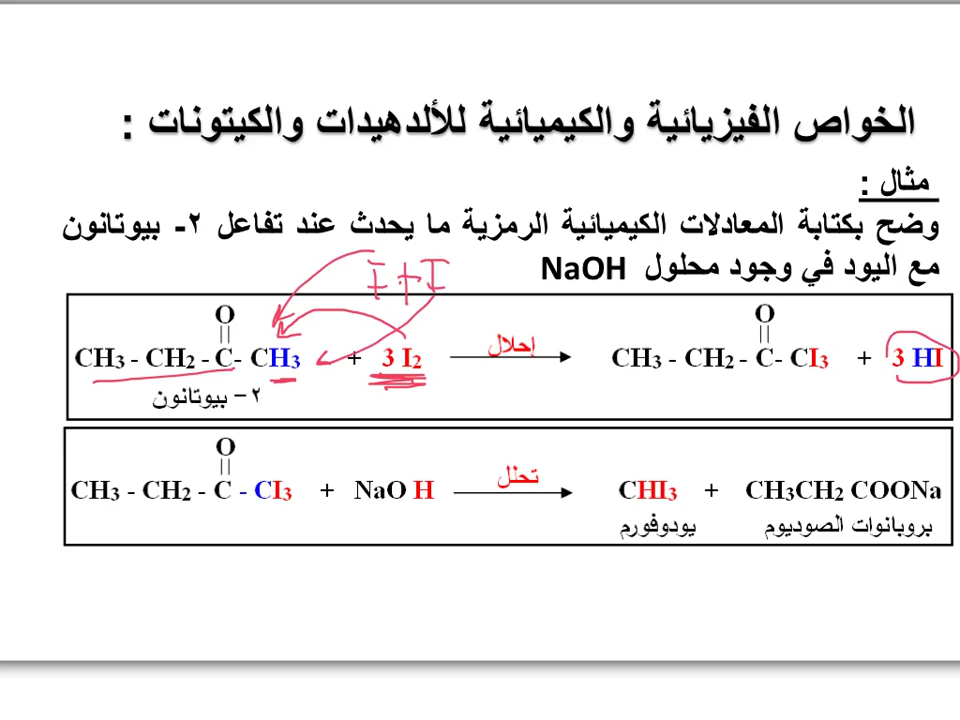 الخواص الفيزيائية والكيميائية للألدهيدات والكيتونات :
مثال :
وضح بكتابة المعادلات الكيميائية الرمزية ما يحدث عند تفاعل ٢- بيوتانون
مع اليود في وجود محلول NaOH
I + I
O O
|| ||
CH3 - CH2 - C - CH3 + 3 I2 إحلال CH3 - CH2 - C - CI3 + 3 HI
٢ – بيوتانون
O
||
CH3 - CH2 - C - CI3 + NaO H تحلل CHI3 + CH3CH2 COONa
يودوفورم بروبانوات الصوديوم